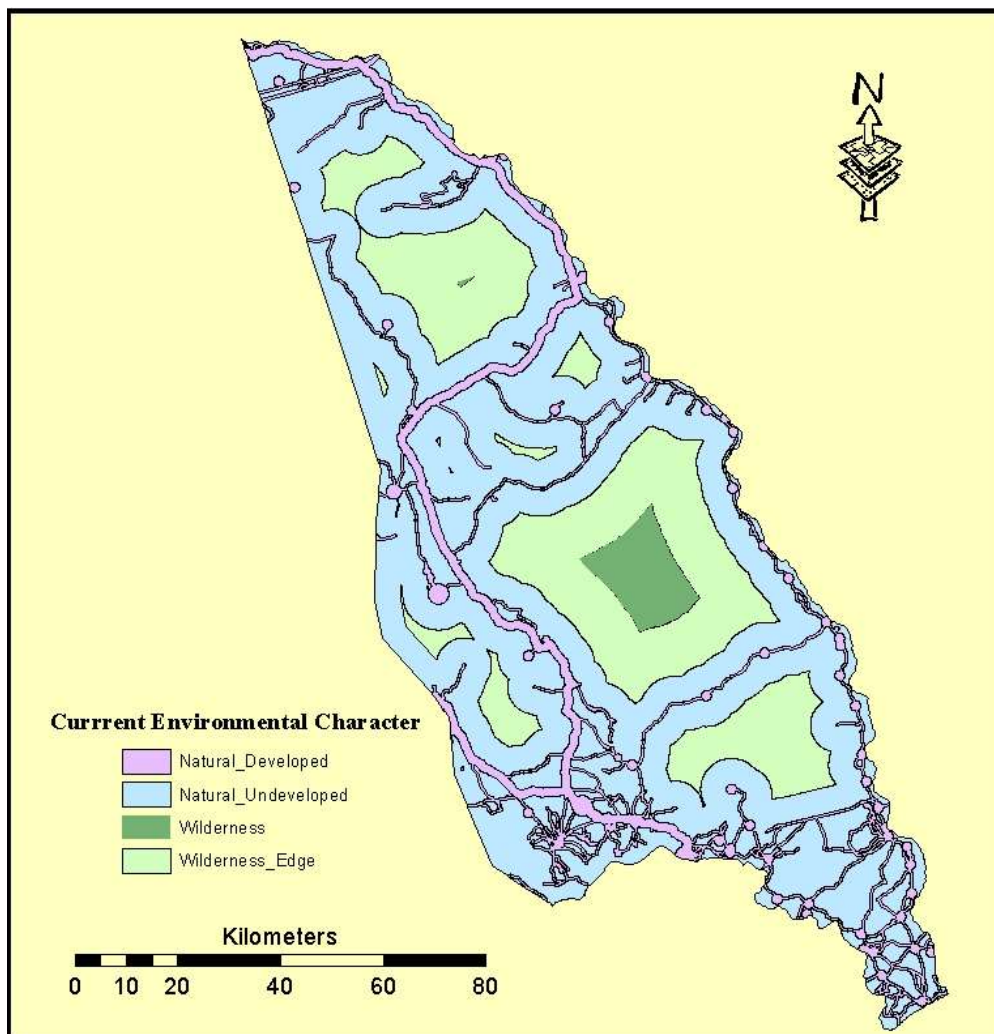 N
Currrent Environmental Character
Natural_Developed
Natural_Undeveloped
Wilderness
Wilderness_Edge
Kilometers
0 10 20 40 60 80